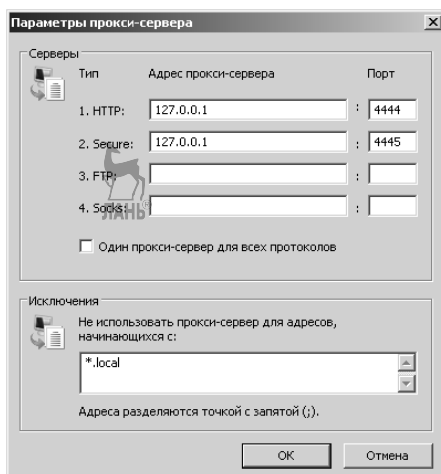 Параметры прокси-сервера
Серверы
Тип Адрес прокси-сервера Порт
1. HTTP: 127.0.0.1 : 4444
2. Secure: 127.0.0.1 : 4445
3. FTP: :
4. Socks: :
ЛАНЬ®
Один прокси-сервер для всех протоколов
Исключения
Не использовать прокси-сервер для адресов,
начинающихся с:
*.local
Адреса разделяются точкой с запятой (;).
ОК Отмена